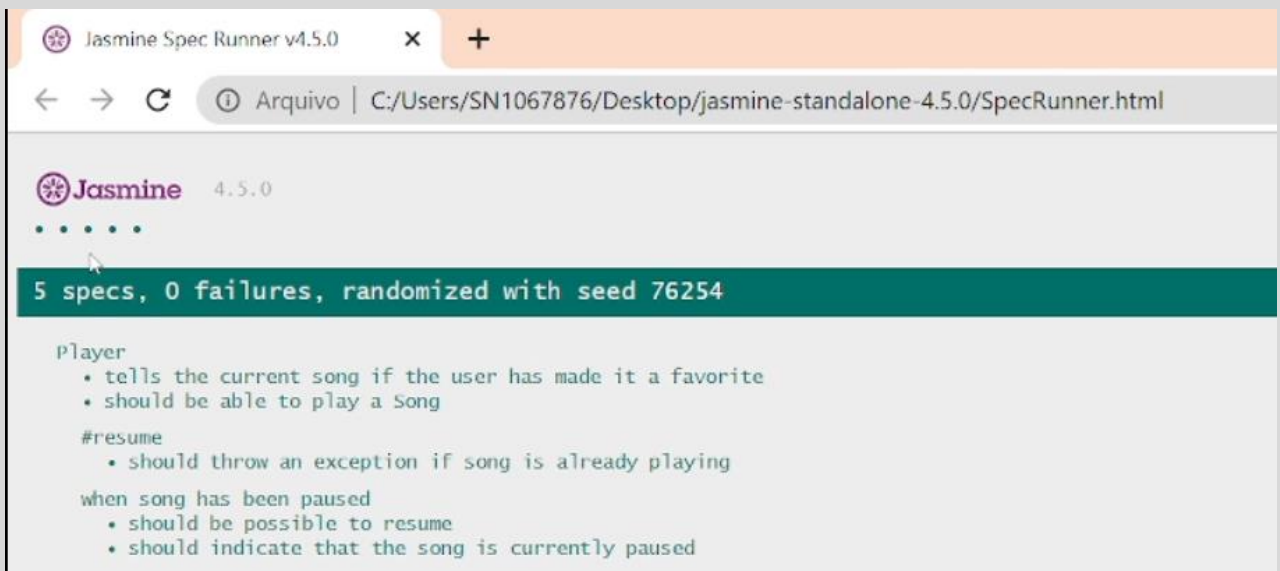 Jasmine Spec Runner v4.5.0
Arquivo | C:/Users/SN1067876/Desktop/jasmine-standalone-4.5.0/SpecRunner.html
Jasmine 4.5.0
• • • • •
5 specs, 0 failures, randomized with seed 76254
Player
• tells the current song if the user has made it a favorite
• should be able to play a Song
#resume
• should throw an exception if song is already playing
when song has been paused
• should be possible to resume
• should indicate that the song is currently paused